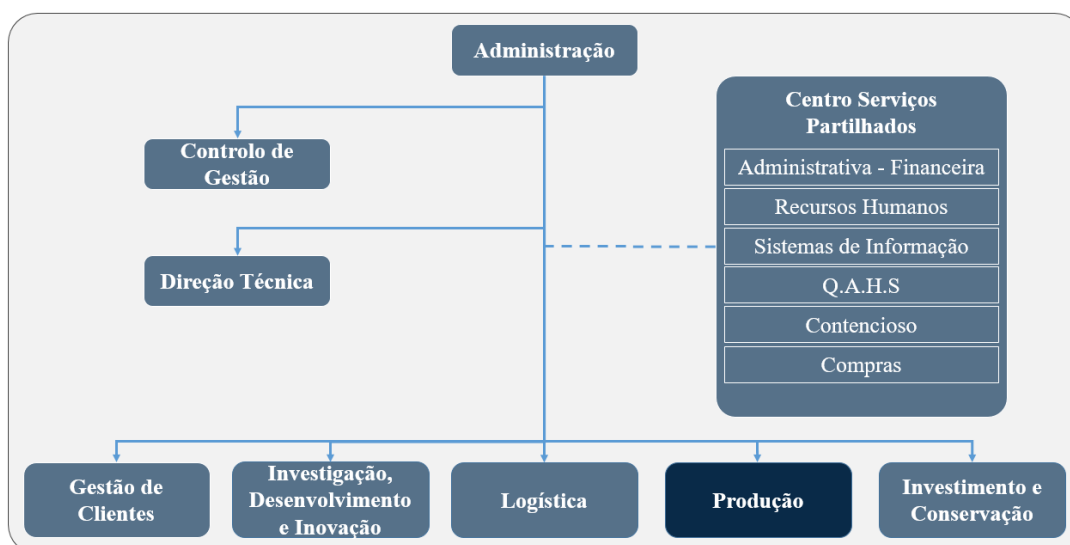 Administração
Centro Serviços
Partilhados
Administrativa - Financeira
Recursos Humanos
Sistemas de Informação
Q.A.H.S
Contencioso
Compras
Controlo de
Gestão
Direção Técnica
Gestão de
Clientes
Investigação,
Desenvolvimento
e Inovação
Logística
Produção
Investimento e
Conservação